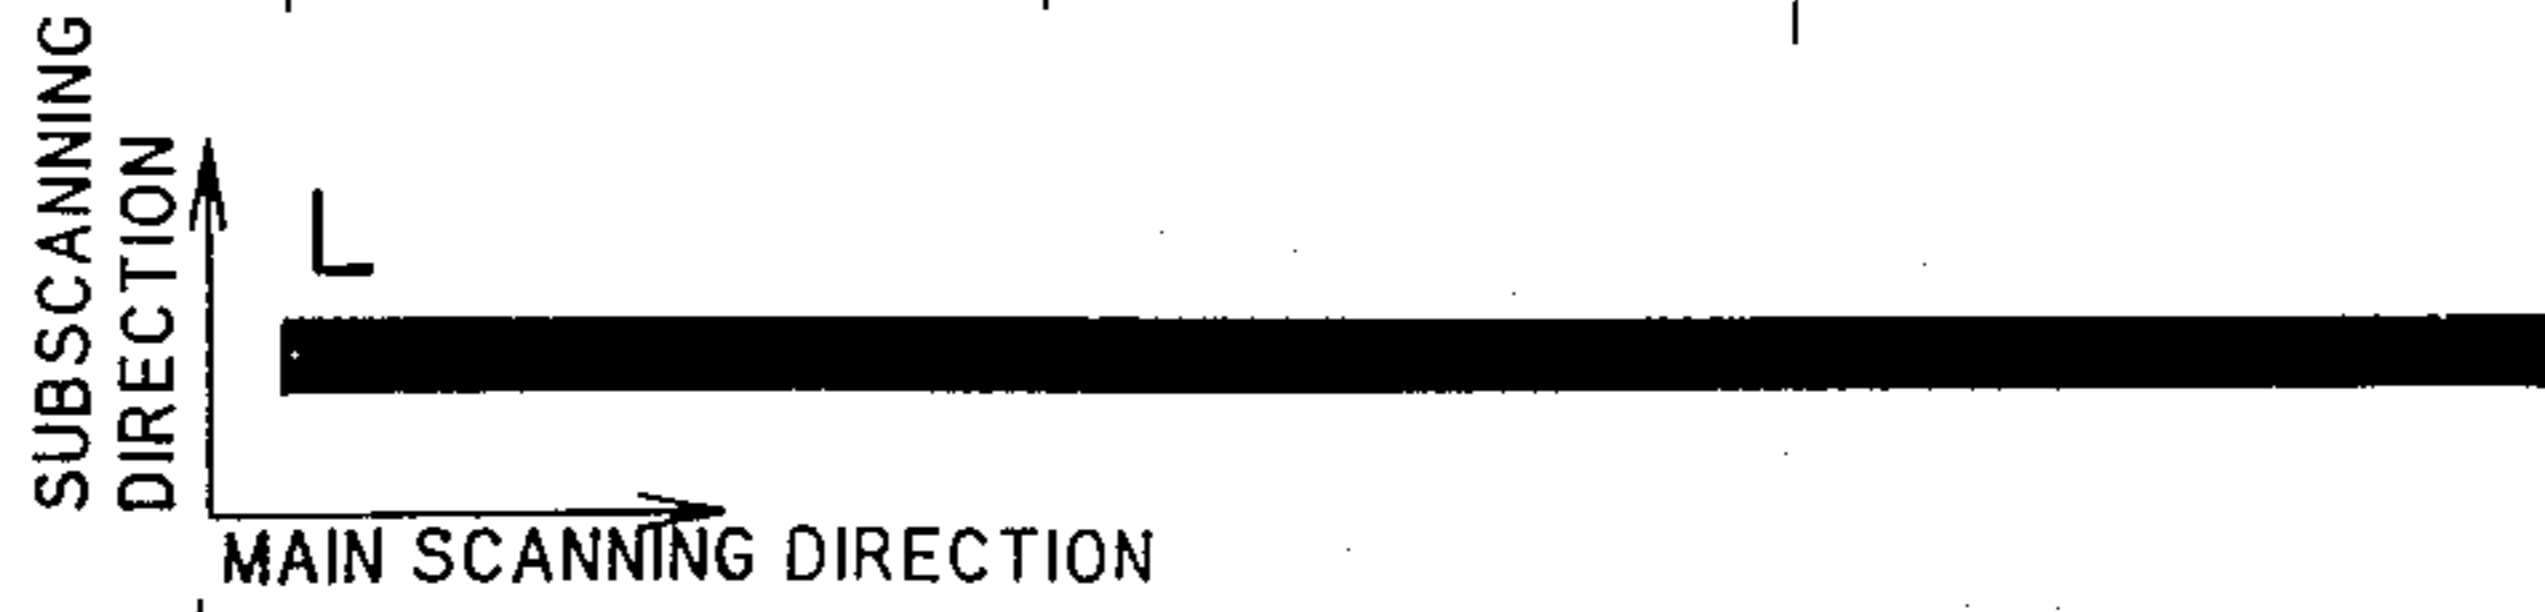 SUBSCANNING
DIRECTION
L
MAIN SCANNING DIRECTION